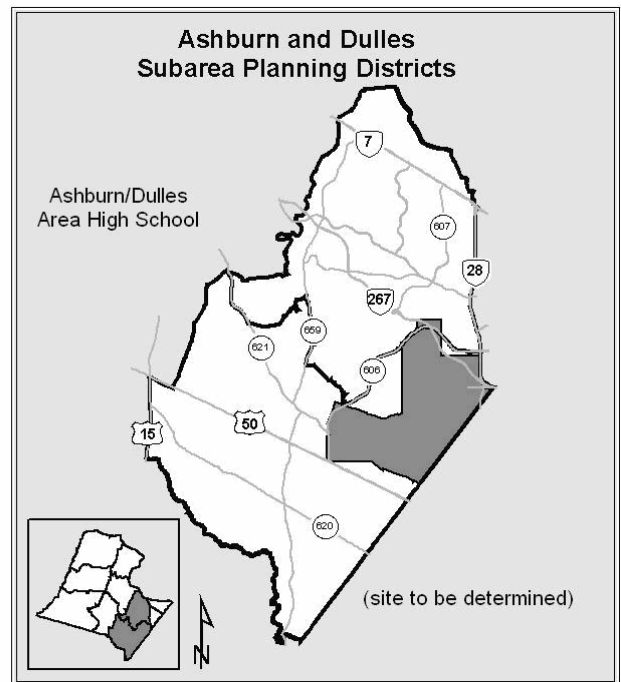 Ashburn and Dulles
Subarea Planning Districts
7
Ashburn/Dulles
Area High School
607
28
267
659
621
606
50
15
620
(site to be determined)
N